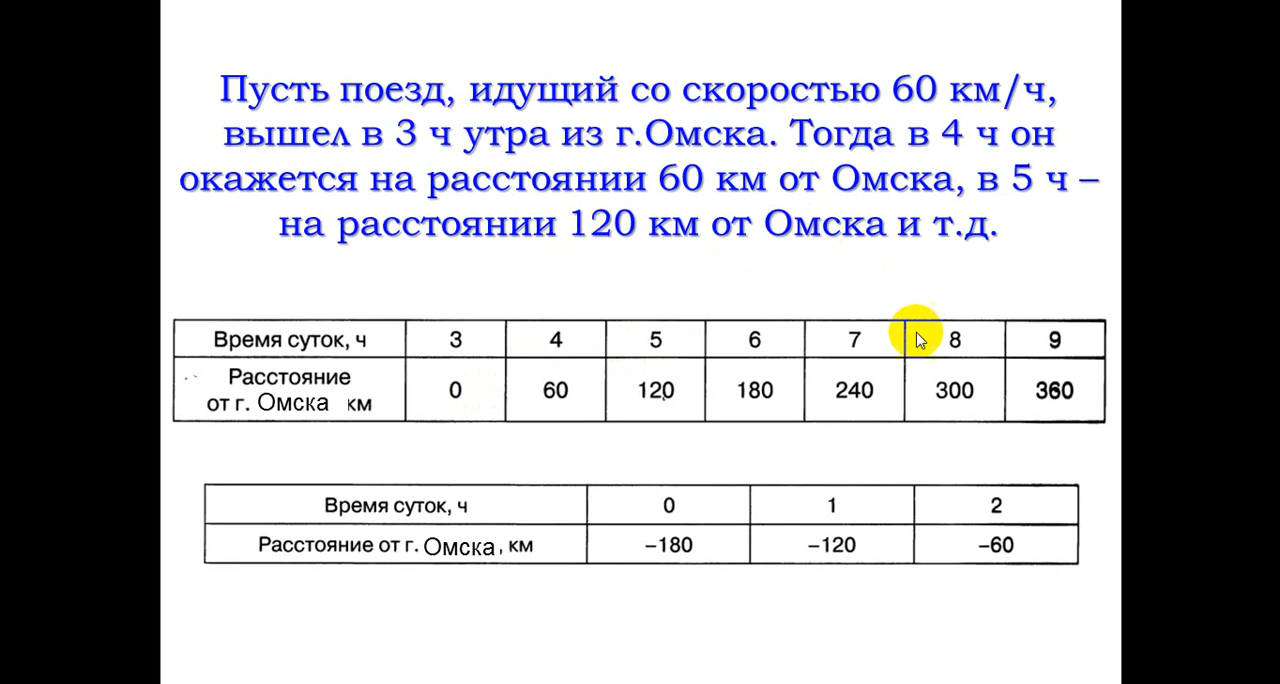 Пусть поезд, идущий со скоростью 60 км/ч,
вышел в 3 ч утра из г.Омска. Тогда в 4 ч он
окажется на расстоянии 60 км от Омска, в 5 ч –
на расстоянии 120 км от Омска и т.д.
Время суток, ч 3 4 5 6 7 8 9
Расстояние
от г. Омска км 0 60 120 180 240 300 360
Время суток, ч 0 1 2
Расстояние от г. Омска, км –180 –120 –60